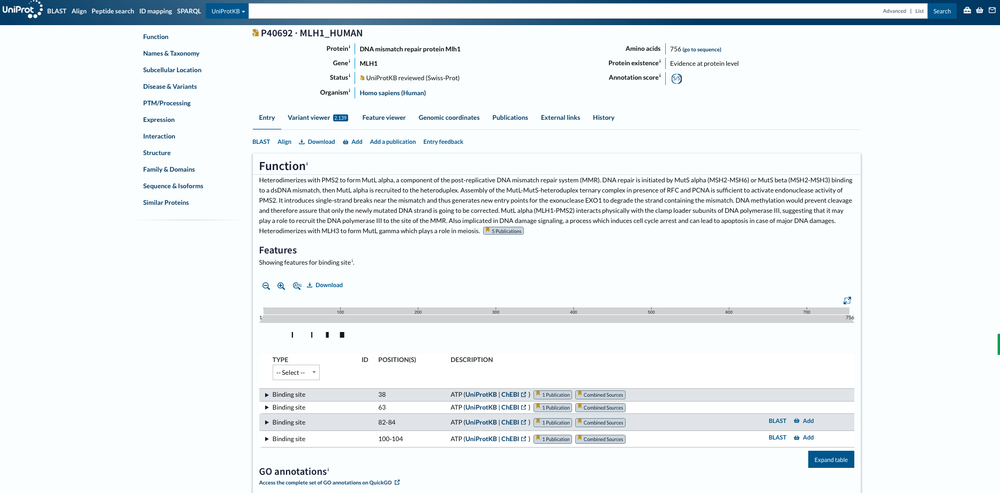 UniProt BLAST Align Peptide search ID mapping SPARQL UniProtKB Advanced | List Search
Function
Names & Taxonomy
Subcellular Location
Disease & Variants
PTM/Processing
Expression
Interaction
Structure
Family & Domains
Sequence & Isoforms
Similar Proteins
P40692 · MLH1_HUMAN
Protein i DNA mismatch repair protein Mlh1
Gene i MLH1
Status i UniProtKB reviewed (Swiss-Prot)
Organism i Homo sapiens (Human)
Amino acids 756 (go to sequence)
Protein existence i Evidence at protein level
Annotation score i 5/5
Entry Variant viewer 2,139 Feature viewer Genomic coordinates Publications External links History
BLAST Align Download Add Add a publication Entry feedback
Function i
Heterodimerizes with PMS2 to form MutL alpha, a component of the post-replicative DNA mismatch repair system (MMR). DNA repair is initiated by MutS alpha (MSH2-MSH6) or MutS beta (MSH2-MSH3) binding
to a dsDNA mismatch, then MutL alpha is recruited to the heteroduplex. Assembly of the MutL-MutS-heteroduplex ternary complex in presence of RFC and PCNA is sufficient to activate endonuclease activity of
PMS2. It introduces single-strand breaks near the mismatch and thus generates new entry points for the exonuclease EXO1 to degrade the strand containing the mismatch. DNA methylation would prevent cleavage
and therefore assure that only the newly mutated DNA strand is going to be corrected. MutL alpha (MLH1-PMS2) interacts physically with the clamp loader subunits of DNA polymerase III, suggesting that it may
play a role to recruit the DNA polymerase III to the site of the MMR. Also implicated in DNA damage signaling, a process which induces cell cycle arrest and can lead to apoptosis in case of major DNA damages.
Heterodimerizes with MLH3 to form MutL gamma which plays a role in meiosis. 5 Publications
Features
Showing features for binding site i.
ATG Download
100 200 300 400 500 600 700
1 756
TYPE ID POSITION(S) DESCRIPTION
-- Select --
Binding site 38 ATP (UniProtKB | ChEBI ) 1 Publication Combined Sources
Binding site 63 ATP (UniProtKB | ChEBI ) 1 Publication Combined Sources
Binding site 82-84 ATP (UniProtKB | ChEBI ) 1 Publication Combined Sources BLAST Add
Binding site 100-104 ATP (UniProtKB | ChEBI ) 1 Publication Combined Sources BLAST Add
Expand table
GO annotations i
Access the complete set of GO annotations on QuickGO